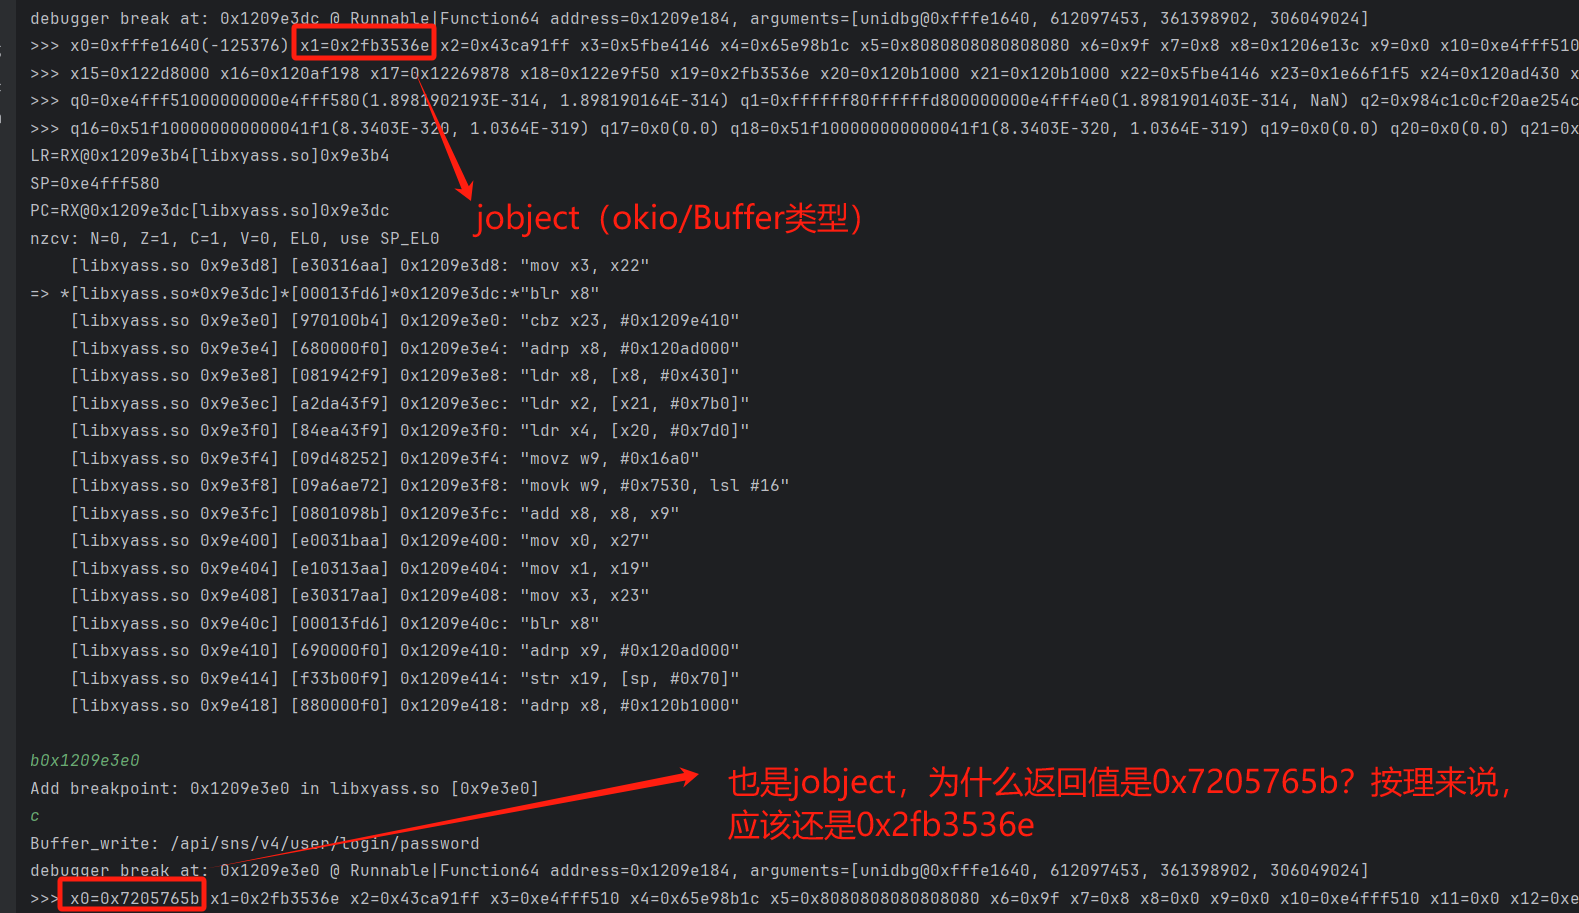 debugger break at: 0x1209e3dc @ Runnable|Function64 address=0x1209e184, arguments=[unidbg@0xfffe1640, 612097453, 361398902, 306049024]
>>> x0=0xfffe1640(-125376) x1=0x2fb3536e x2=0x43ca91ff x3=0x5fbe4146 x4=0x65e98b1c x5=0x8080808080808080 x6=0x9f x7=0x8 x8=0x1206e13c x9=0x0 x10=0xe4fff510
>>> x15=0x122d8000 x16=0x120af198 x17=0x12269878 x18=0x122e9f50 x19=0x2fb3536e x20=0x120b1000 x21=0x120b1000 x22=0x5fbe4146 x23=0x1e66f1f5 x24=0x120ad430 x
>>> q0=0xe4fff51000000000e4fff580(1.8981902193E-314, 1.898190164E-314) q1=0xffffff80ffffffd800000000e4fff4e0(1.8981901403E-314, NaN) q2=0x984c1c0cf20ae254c
>>> q16=0x51f100000000000041f1(8.3403E-320, 1.0364E-319) q17=0x0(0.0) q18=0x51f100000000000041f1(8.3403E-320, 1.0364E-319) q19=0x0(0.0) q20=0x0(0.0) q21=0x
LR=RX@0x1209e3b4[libxyass.so]0x9e3b4
SP=0xe4fff580
PC=RX@0x1209e3dc[libxyass.so]0x9e3dc
jobject（okio/Buffer类型）
nzcv: N=0, Z=1, C=1, V=0, EL0, use SP_EL0
[libxyass.so 0x9e3d8] [e30316aa] 0x1209e3d8: "mov x3, x22"
=> *[libxyass.so*0x9e3dc]*[00013fd6]*0x1209e3dc:*"blr x8"
[libxyass.so 0x9e3e0] [970100b4] 0x1209e3e0: "cbz x23, #0x1209e410"
[libxyass.so 0x9e3e4] [680000f0] 0x1209e3e4: "adrp x8, #0x120ad000"
[libxyass.so 0x9e3e8] [081942f9] 0x1209e3e8: "ldr x8, [x8, #0x430]"
[libxyass.so 0x9e3ec] [a2da43f9] 0x1209e3ec: "ldr x2, [x21, #0x7b0]"
[libxyass.so 0x9e3f0] [84ea43f9] 0x1209e3f0: "ldr x4, [x20, #0x7d0]"
[libxyass.so 0x9e3f4] [09d48252] 0x1209e3f4: "movz w9, #0x16a0"
[libxyass.so 0x9e3f8] [09a6ae72] 0x1209e3f8: "movk w9, #0x7530, lsl #16"
[libxyass.so 0x9e3fc] [0801098b] 0x1209e3fc: "add x8, x8, x9"
[libxyass.so 0x9e400] [e0031baa] 0x1209e400: "mov x0, x27"
[libxyass.so 0x9e404] [e10313aa] 0x1209e404: "mov x1, x19"
[libxyass.so 0x9e408] [e30317aa] 0x1209e408: "mov x3, x23"
[libxyass.so 0x9e40c] [00013fd6] 0x1209e40c: "blr x8"
[libxyass.so 0x9e410] [690000f0] 0x1209e410: "adrp x9, #0x120ad000"
[libxyass.so 0x9e414] [f33b00f9] 0x1209e414: "str x19, [sp, #0x70]"
[libxyass.so 0x9e418] [880000f0] 0x1209e418: "adrp x8, #0x120b1000"
b0x1209e3e0
Add breakpoint: 0x1209e3e0 in libxyass.so [0x9e3e0]
也是jobject，为什么返回值是0x7205765b？按理来说，
应该还是0x2fb3536e
c
Buffer_write: /api/sns/v4/user/login/password
debugger break at: 0x1209e3e0 @ Runnable|Function64 address=0x1209e184, arguments=[unidbg@0xfffe1640, 612097453, 361398902, 306049024]
>>> x0=0x7205765b x1=0x2fb3536e x2=0x43ca91ff x3=0xe4fff510 x4=0x65e98b1c x5=0x8080808080808080 x6=0x9f x7=0x8 x8=0x0 x9=0x0 x10=0xe4fff510 x11=0x0 x12=0xe